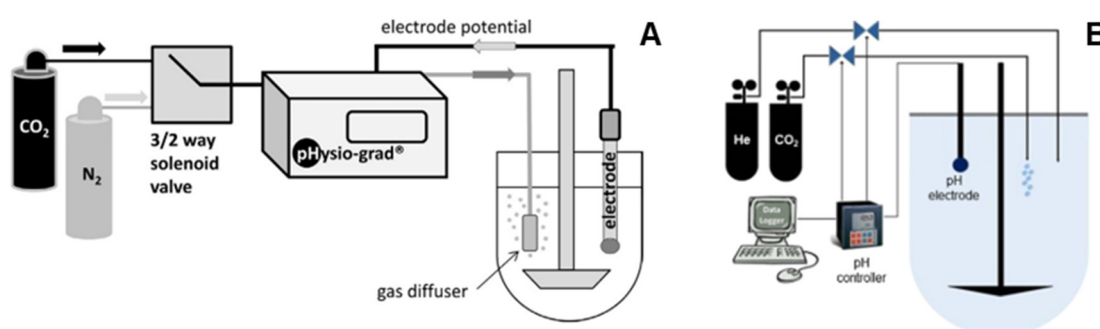 electrode potential
A
CO2
N2
3/2 way
solenoid
valve
pHysio-grad®
electrode
gas diffuser
B
He
CO2
Data
Logger
pH
controller
pH
electrode